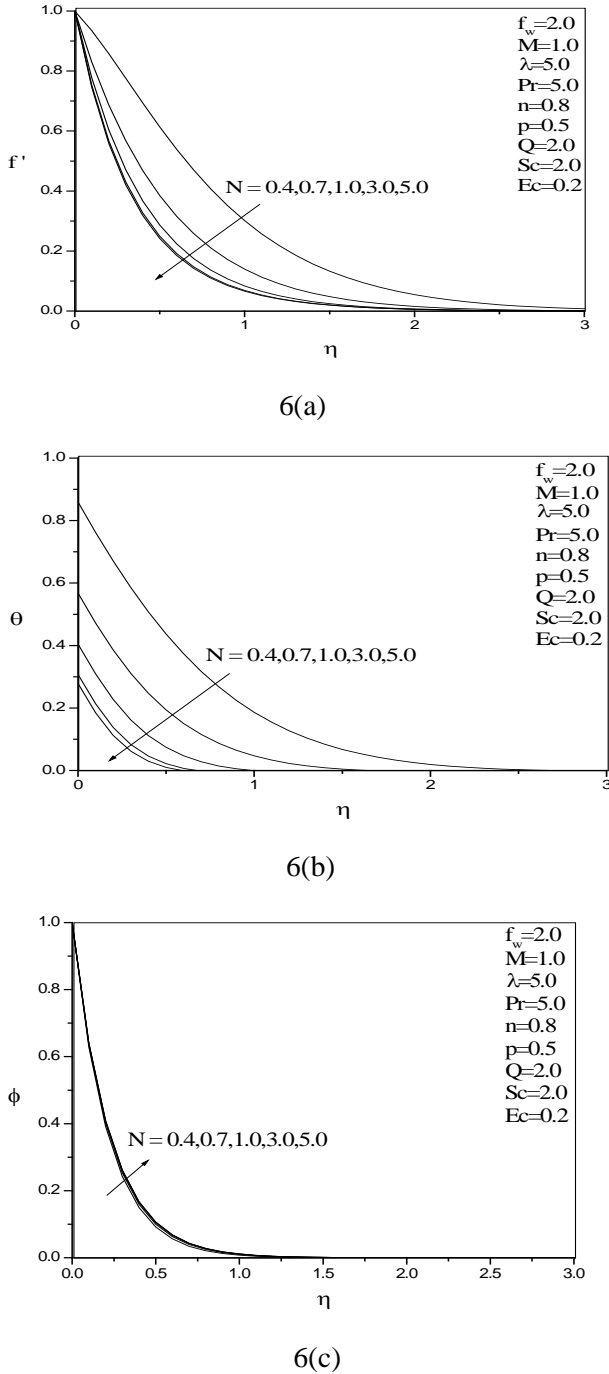 1.0
0.8
0.6
0.4
0.2
0.0
f '
0
1
2
3
η
N = 0.4,0.7,1.0,3.0,5.0
f_w=2.0
M=1.0
λ=5.0
Pr=5.0
n=0.8
p=0.5
Q=2.0
Sc=2.0
Ec=0.2
6(a)
1.0
0.8
0.6
0.4
0.2
0.0
θ
0
1
2
3
η
N = 0.4,0.7,1.0,3.0,5.0
f_w=2.0
M=1.0
λ=5.0
Pr=5.0
n=0.8
p=0.5
Q=2.0
Sc=2.0
Ec=0.2
6(b)
1.0
0.8
0.6
0.4
0.2
0.0
ϕ
0.0
0.5
1.0
1.5
2.0
2.5
3.0
η
N = 0.4,0.7,1.0,3.0,5.0
f_w=2.0
M=1.0
λ=5.0
Pr=5.0
n=0.8
p=0.5
Q=2.0
Sc=2.0
Ec=0.2
6(c)